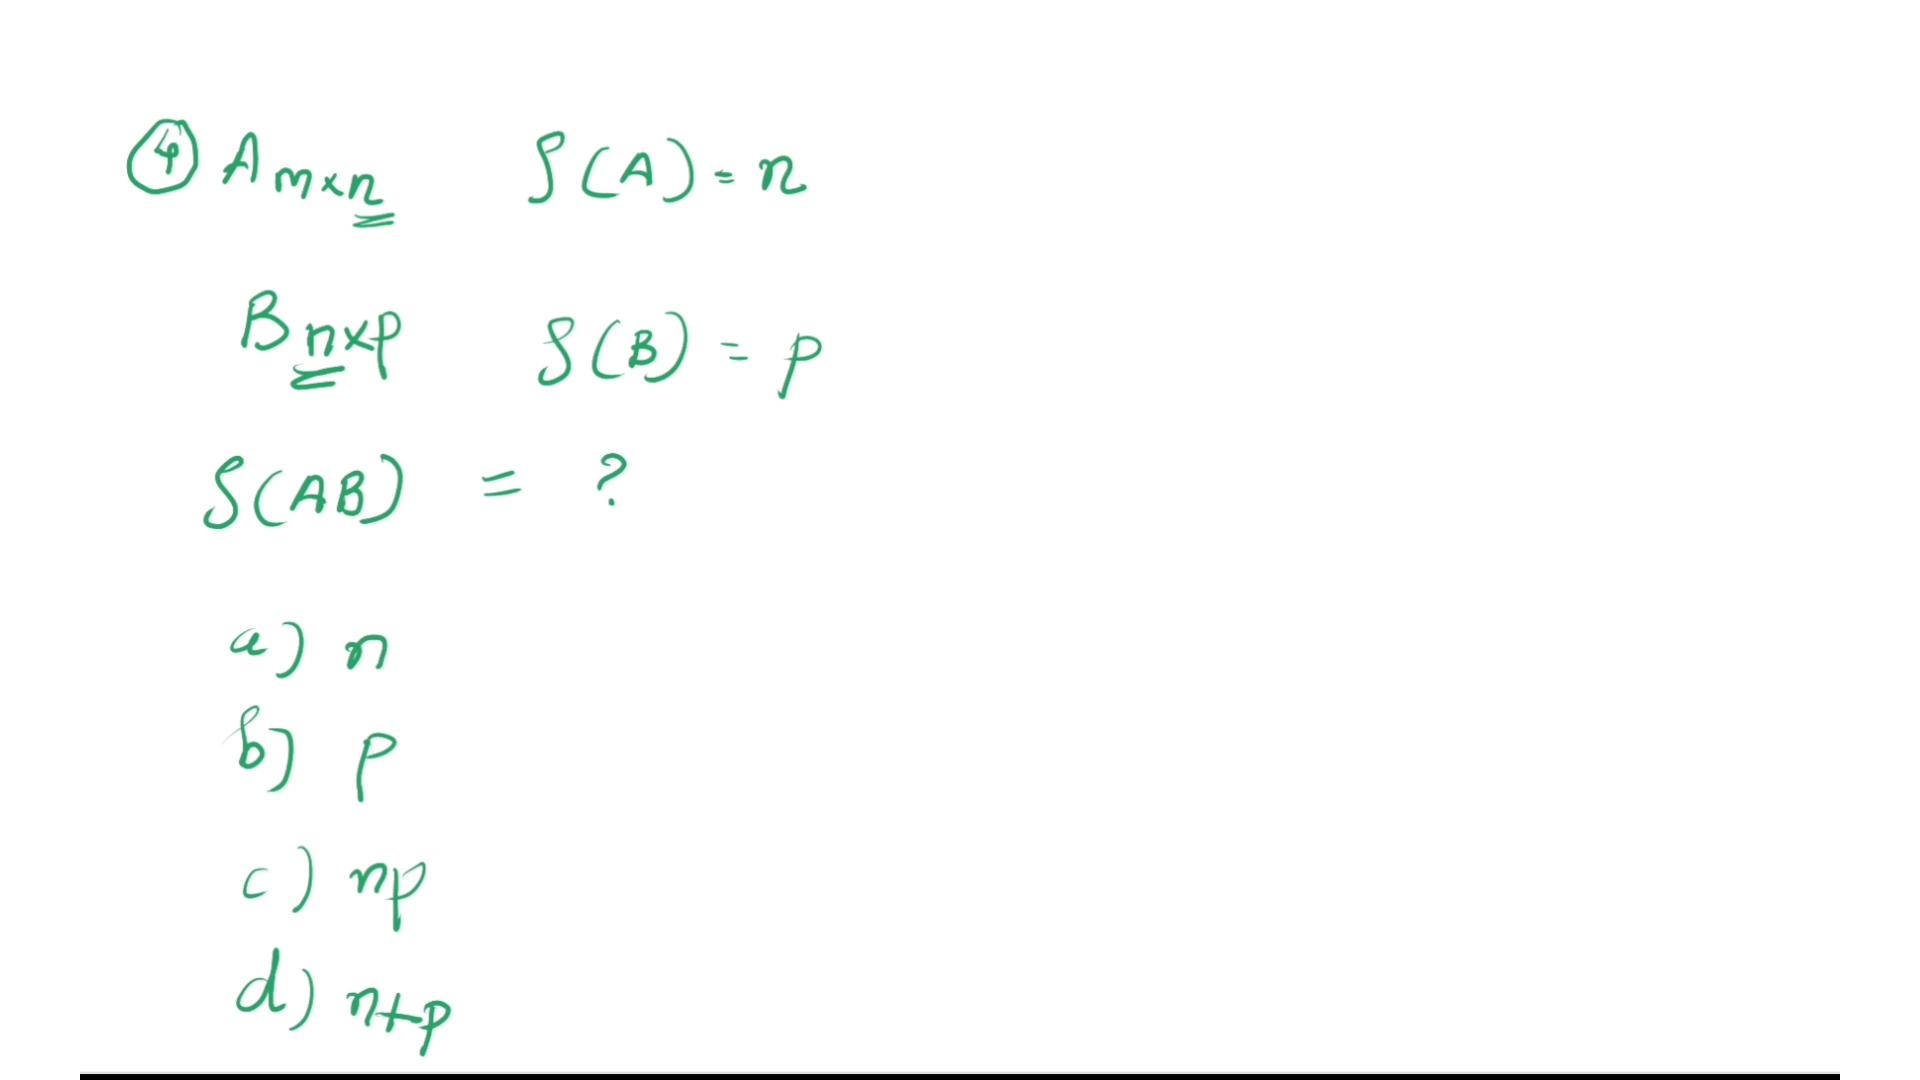 ④ A m×n ρ(A) = n
B n×p ρ(B) = p
ρ(AB) = ?
a) n
b) p
c) np
d) n+p